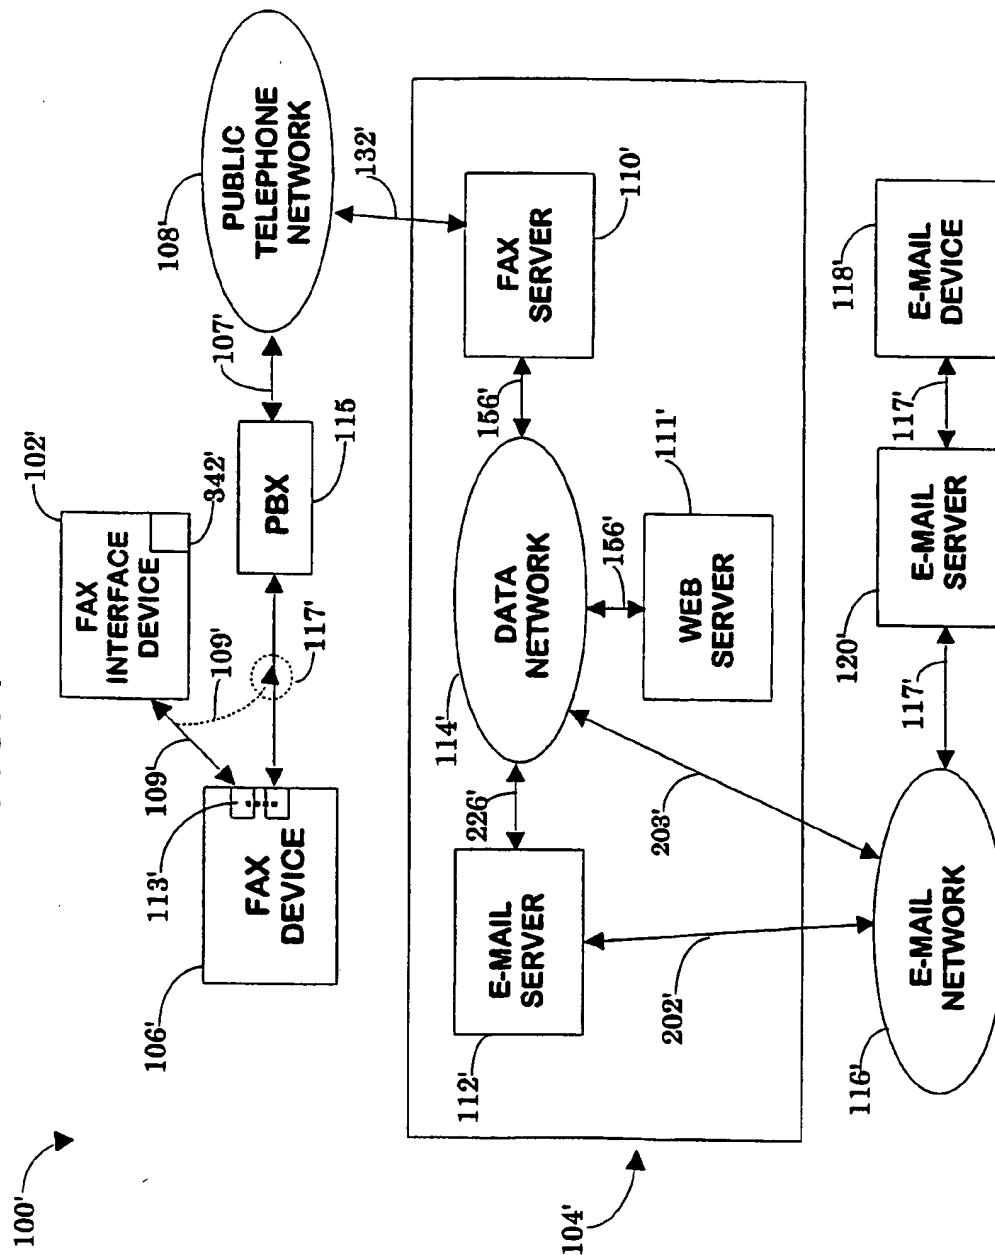 100'
106'
FAX
DEVICE
113'
109'
109'
102'
FAX
INTERFACE
DEVICE
342'
117'
PBX
115
107'
108'
PUBLIC
TELEPHONE
NETWORK
132'
104'
112'
E-MAIL
SERVER
226'
114'
DATA
NETWORK
156'
FAX
SERVER
110'
156'
WEB
SERVER
111'
202'
203'
116'
E-MAIL
NETWORK
117'
120'
E-MAIL
SERVER
117'
118'
E-MAIL
DEVICE